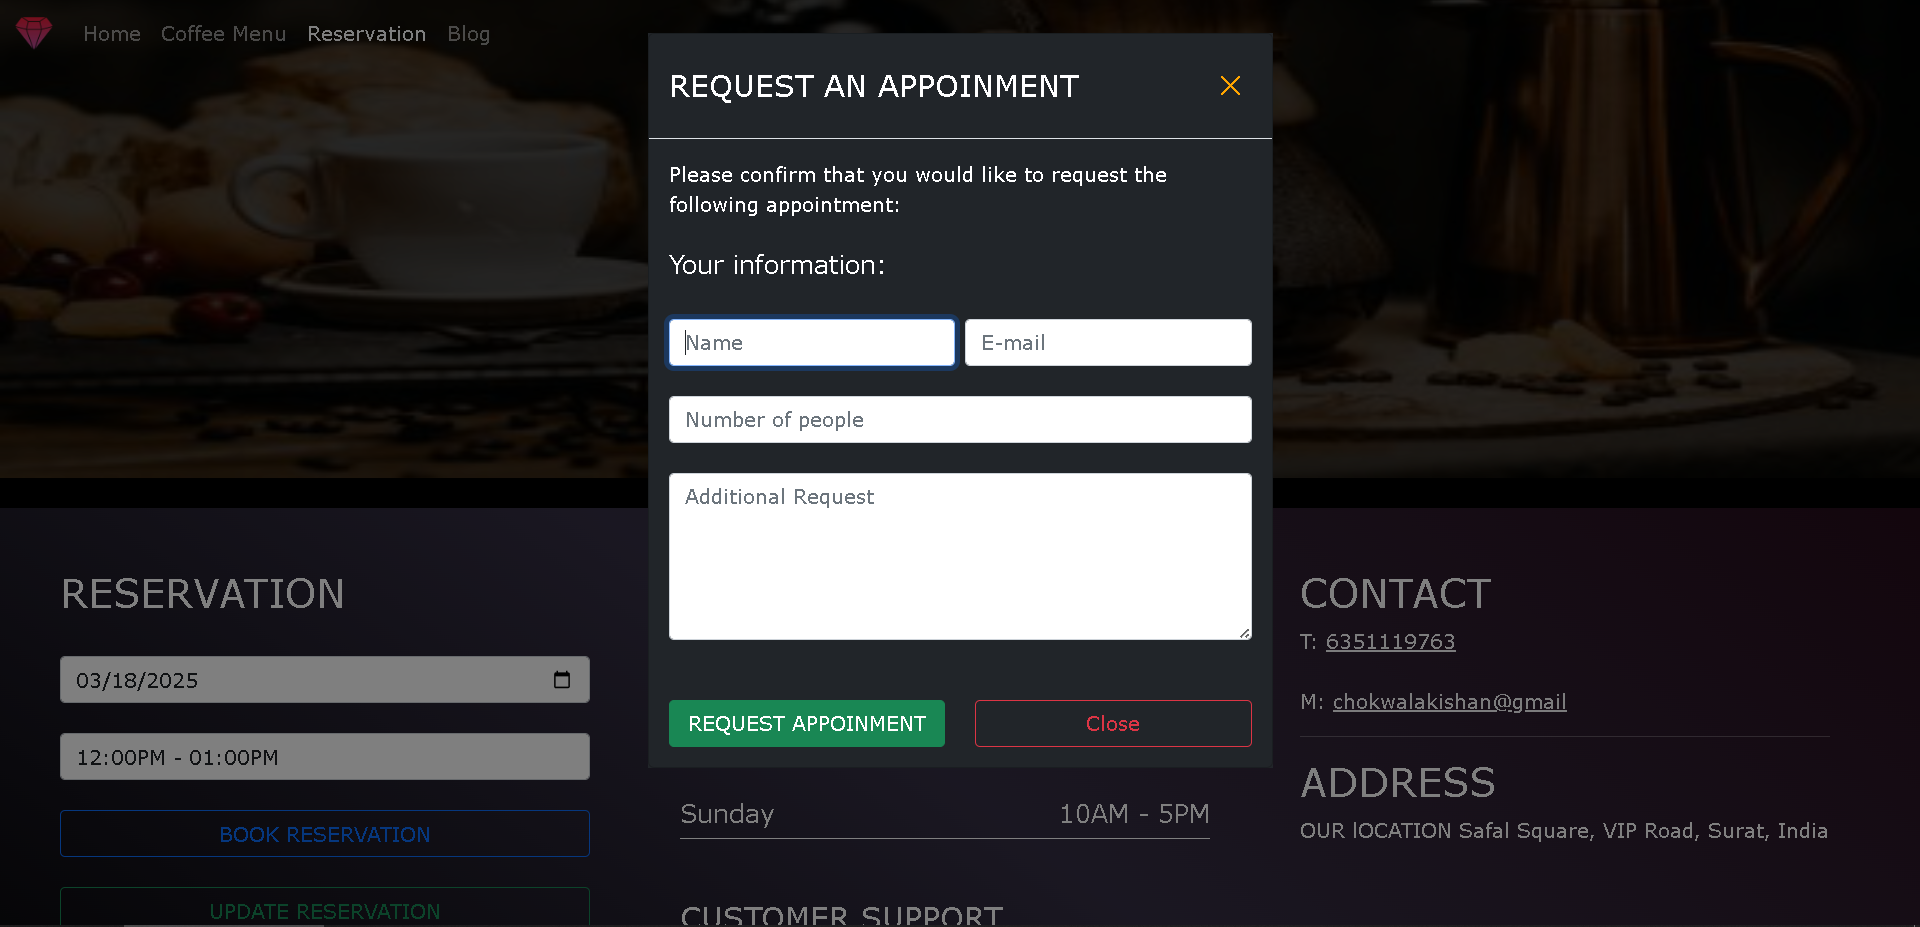 Home Coffee Menu Reservation Blog
REQUEST AN APPOINMENT
Please confirm that you would like to request the
following appointment:
Your information:
Name
E-mail
Number of people
Additional Request
REQUEST APPOINMENT
Close
RESERVATION
03/18/2025
12:00PM - 01:00PM
BOOK RESERVATION
UPDATE RESERVATION
Sunday 10AM - 5PM
CUSTOMER SUPPORT
CONTACT
T: 6351119763
M: chokwalakishan@gmail
ADDRESS
OUR lOCATION Safal Square, VIP Road, Surat, India